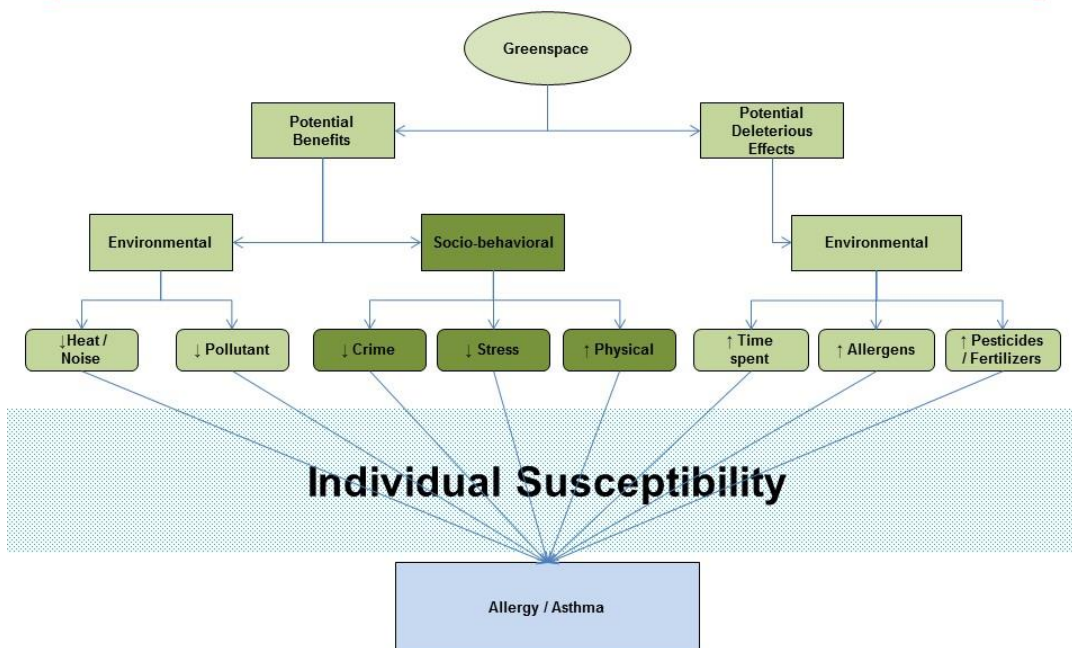 Greenspace
Potential
Benefits
Potential
Deleterious
Effects
Environmental
Socio-behavioral
Environmental
↓Heat /
Noise
↓ Pollutant
↓ Crime
↓ Stress
↑ Physical
↑ Time
spent
↑ Allergens
↑ Pesticides
/ Fertilizers
Individual Susceptibility
Allergy / Asthma